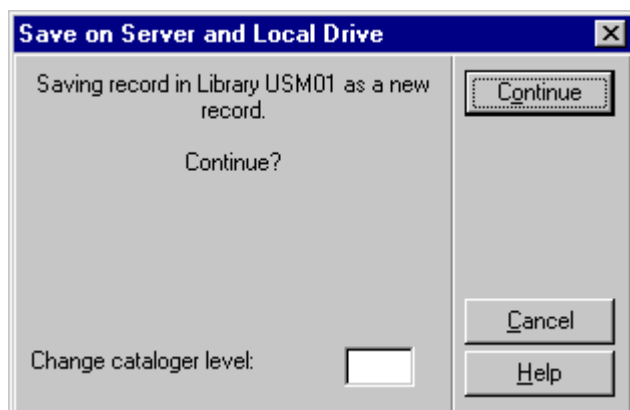 Save on Server and Local Drive
Saving record in Library USM01 as a new
record.
Continue?
Continue
Cancel
Change cataloger level:
Help